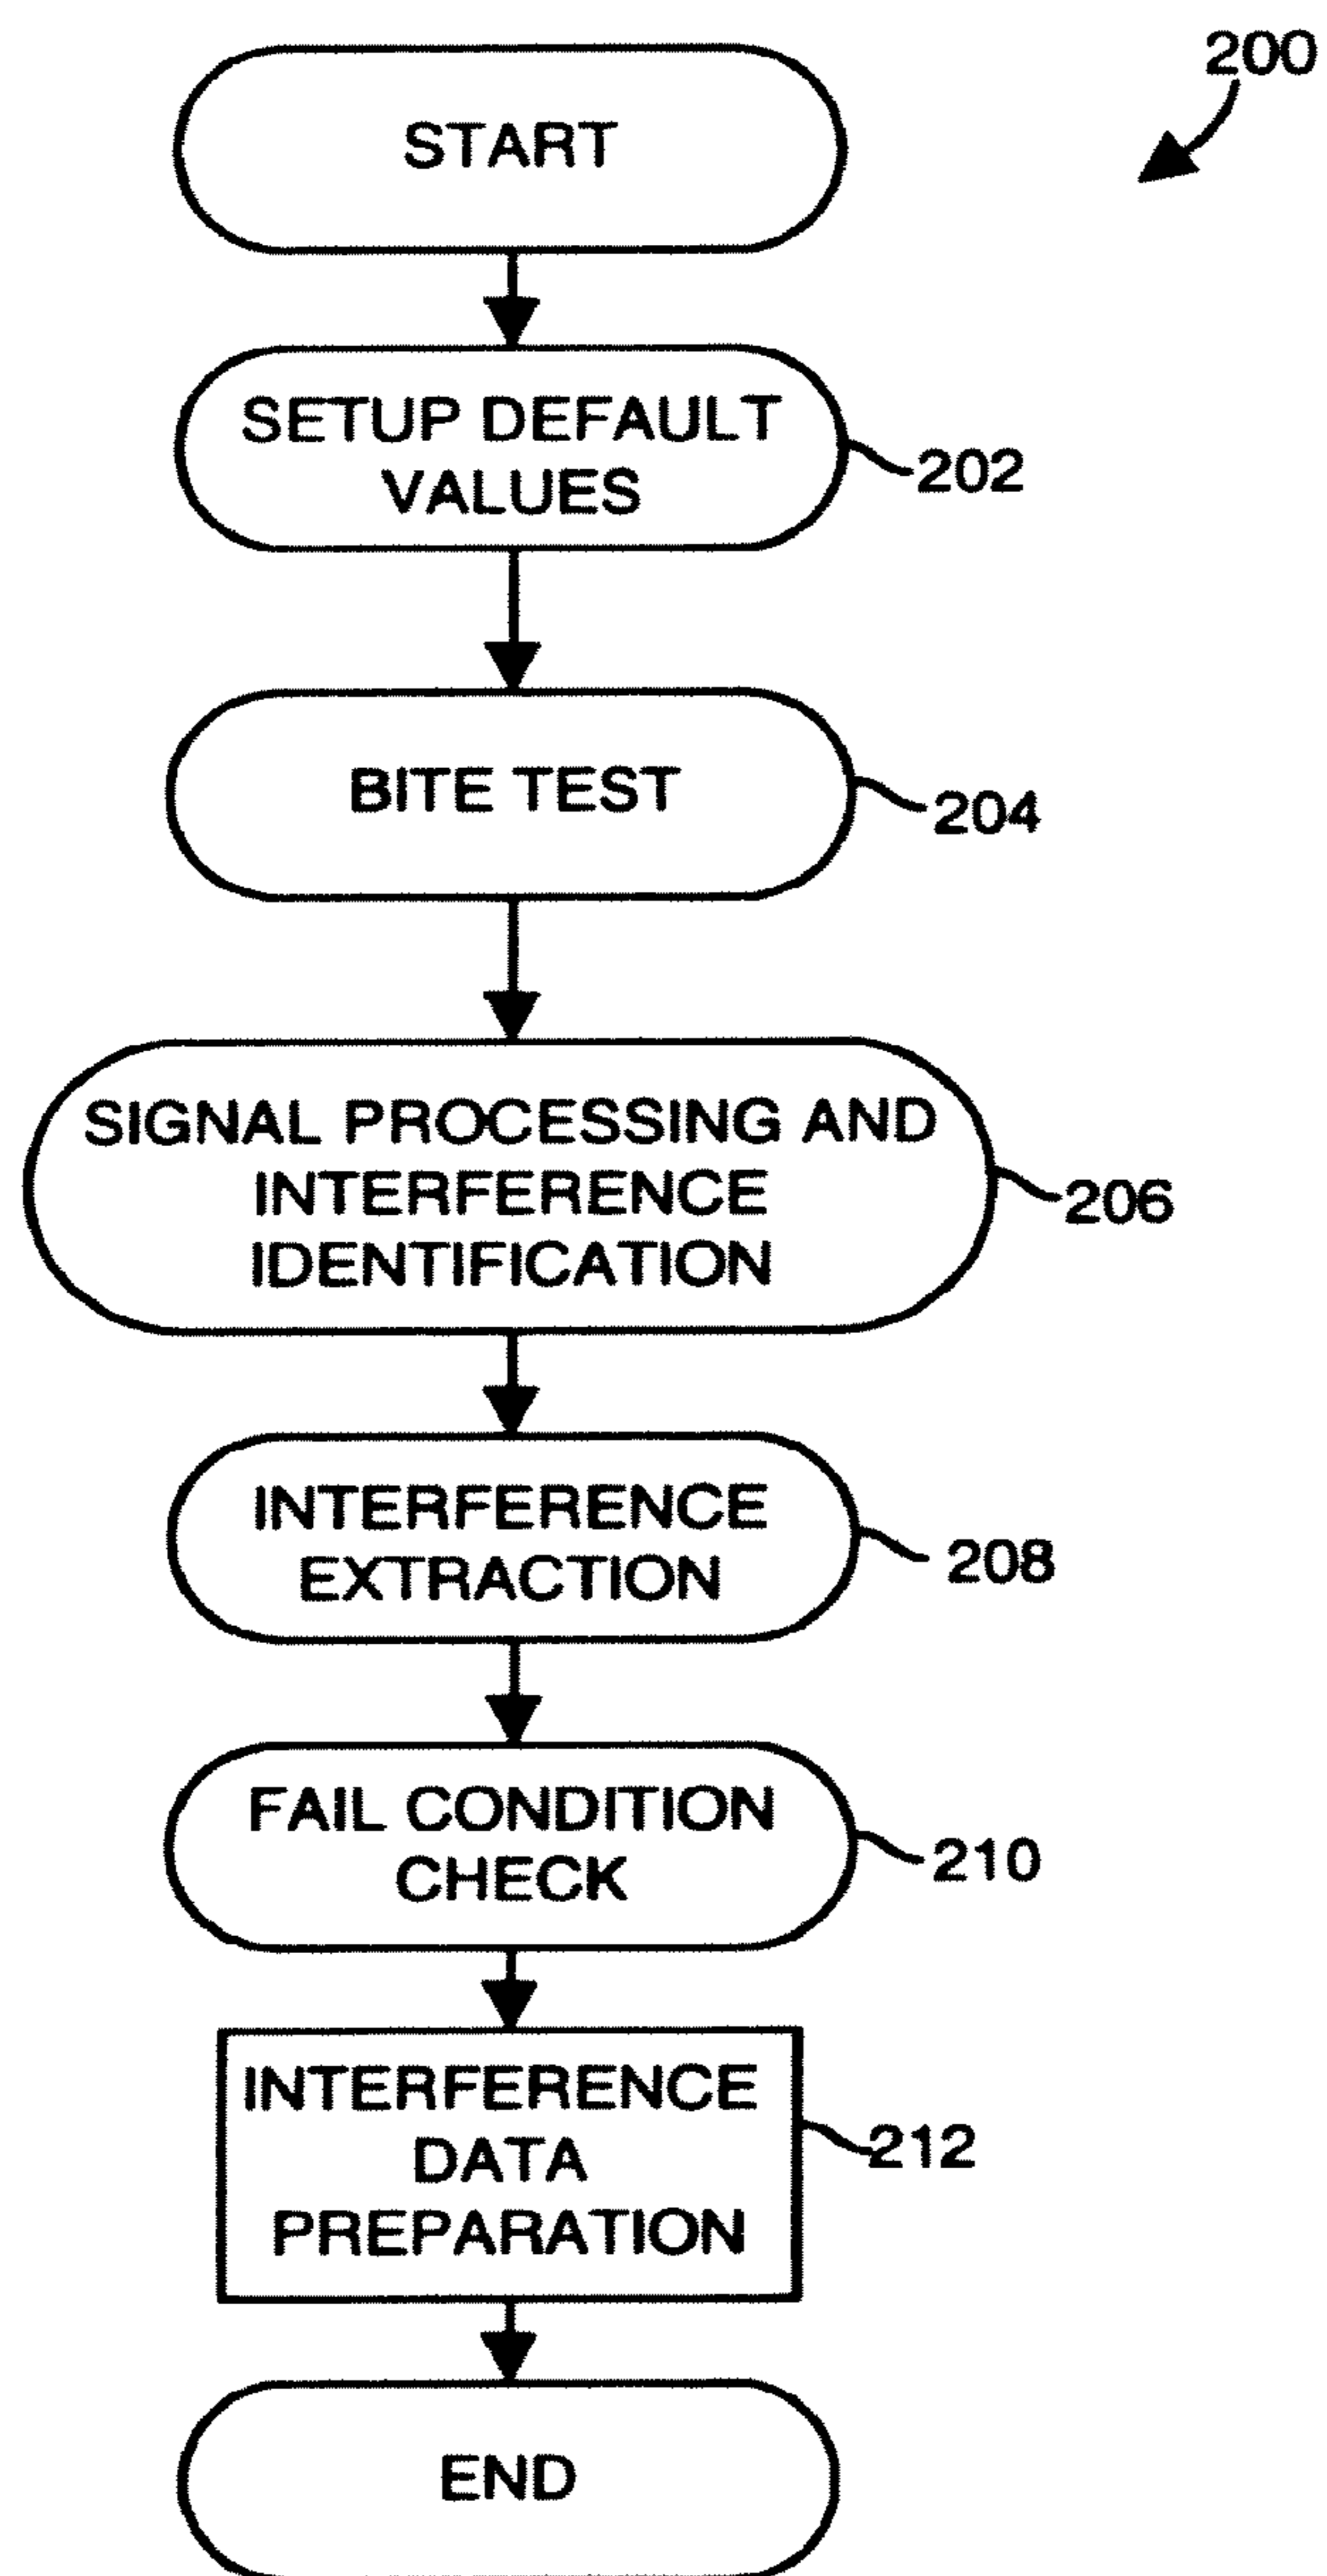 200
START
SETUP DEFAULT
VALUES
202
BITE TEST
204
SIGNAL PROCESSING AND
INTERFERENCE
IDENTIFICATION
206
INTERFERENCE
EXTRACTION
208
FAIL CONDITION
CHECK
210
INTERFERENCE
DATA
PREPARATION
212
END